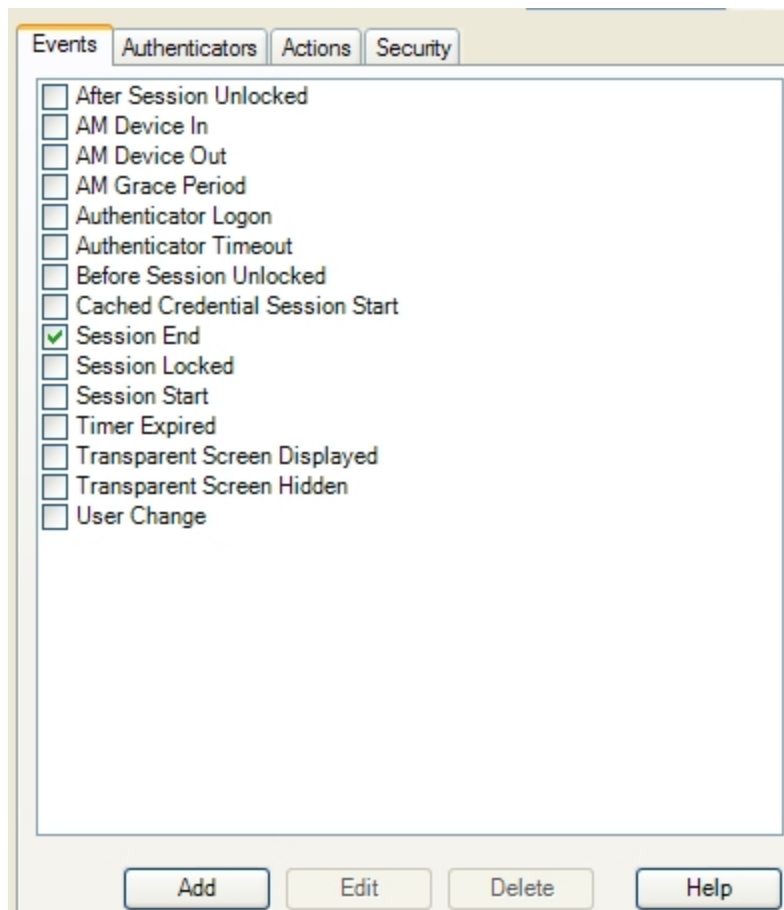 Events Authenticators Actions Security
After Session Unlocked
AM Device In
AM Device Out
AM Grace Period
Authenticator Logon
Authenticator Timeout
Before Session Unlocked
Cached Credential Session Start
Session End
Session Locked
Session Start
Timer Expired
Transparent Screen Displayed
Transparent Screen Hidden
User Change
Add Edit Delete Help